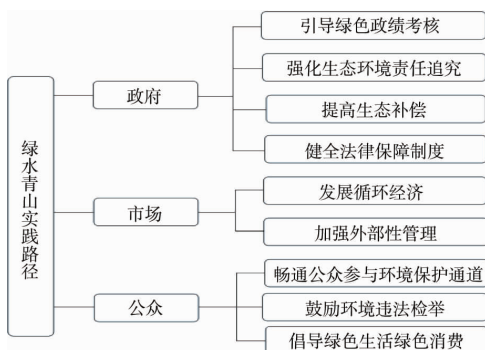 绿水青山实践路径
政府
引导绿色政绩考核
强化生态环境责任追究
提高生态补偿
健全法律保障制度
市场
发展循环经济
加强外部性管理
公众
畅通公众参与环境保护通道
鼓励环境违法检举
倡导绿色生活绿色消费